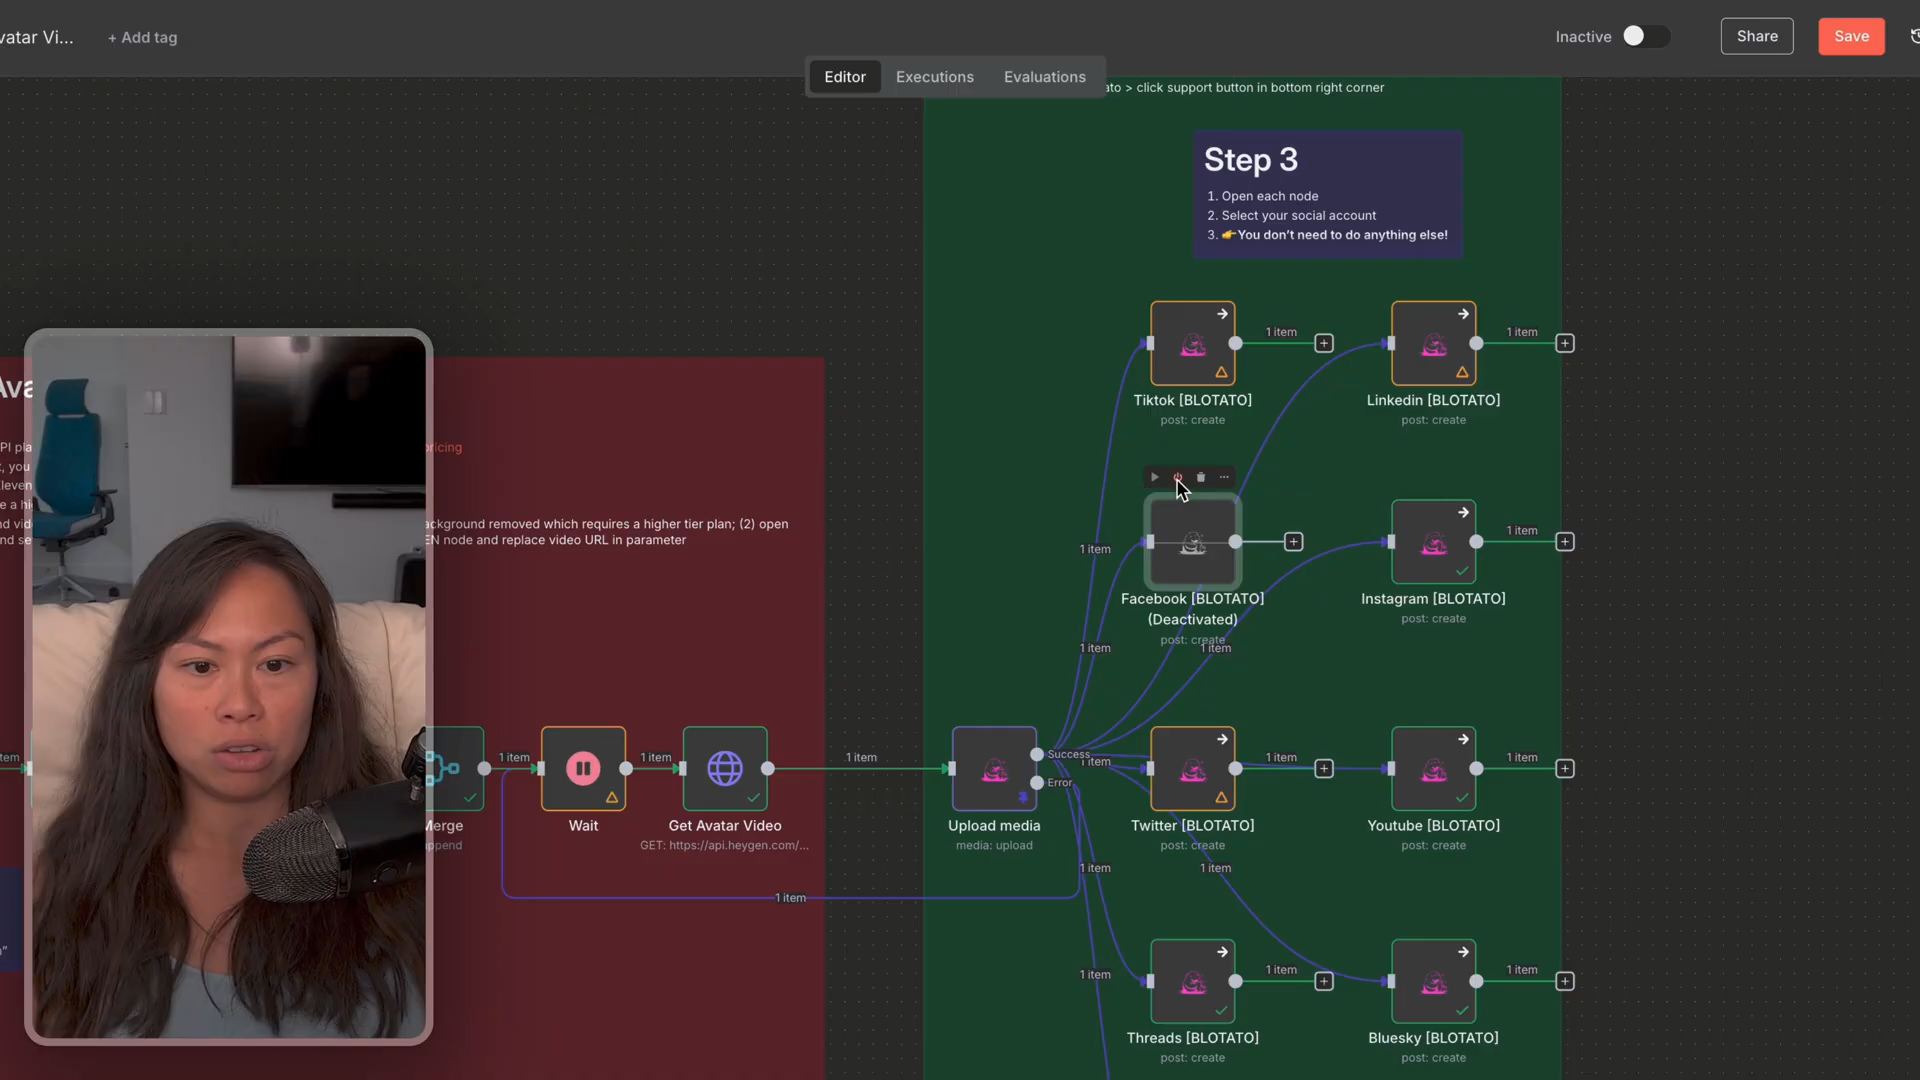 vatar Vi...
+ Add tag
Inactive
Share
Save
Editor
Executions
Evaluations
ato > click support button in bottom right corner
Step 3
1. Open each node
2. Select your social account
3. 👉You don't need to do anything else!
1 item
1 item
Tiktok [BLOTATO]
post: create
Linkedin [BLOTATO]
post: create
Ava
PI pla
pricing
, you
Eleven
e a hi
nd vid
nd se
ackground removed which requires a higher tier plan; (2) open
EN node and replace video URL in parameter
1 item
1 item
Facebook [BLOTATO]
(Deactivated)
post: create
Instagram [BLOTATO]
post: create
1 item
1 item
tem
1 item
1 item
1 item
Success
1 item
Error
1 item
1 item
Merge
append
Wait
Get Avatar Video
GET: https://api.heygen.com/...
Upload media
media: upload
Twitter [BLOTATO]
post: create
Youtube [BLOTATO]
post: create
1 item
1 item
1 item
1 item
1 item
1 item
Threads [BLOTATO]
post: create
Bluesky [BLOTATO]
post: create